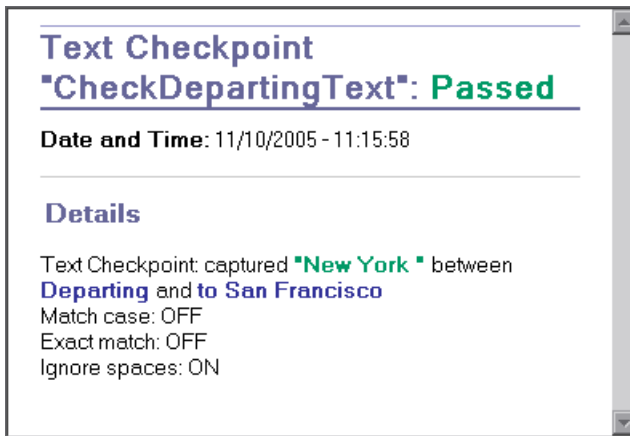 Text Checkpoint
"CheckDepartingText": Passed
Date and Time: 11/10/2005 - 11:15:58
Details
Text Checkpoint: captured "New York " between
Departing and to San Francisco
Match case: OFF
Exact match: OFF
Ignore spaces: ON